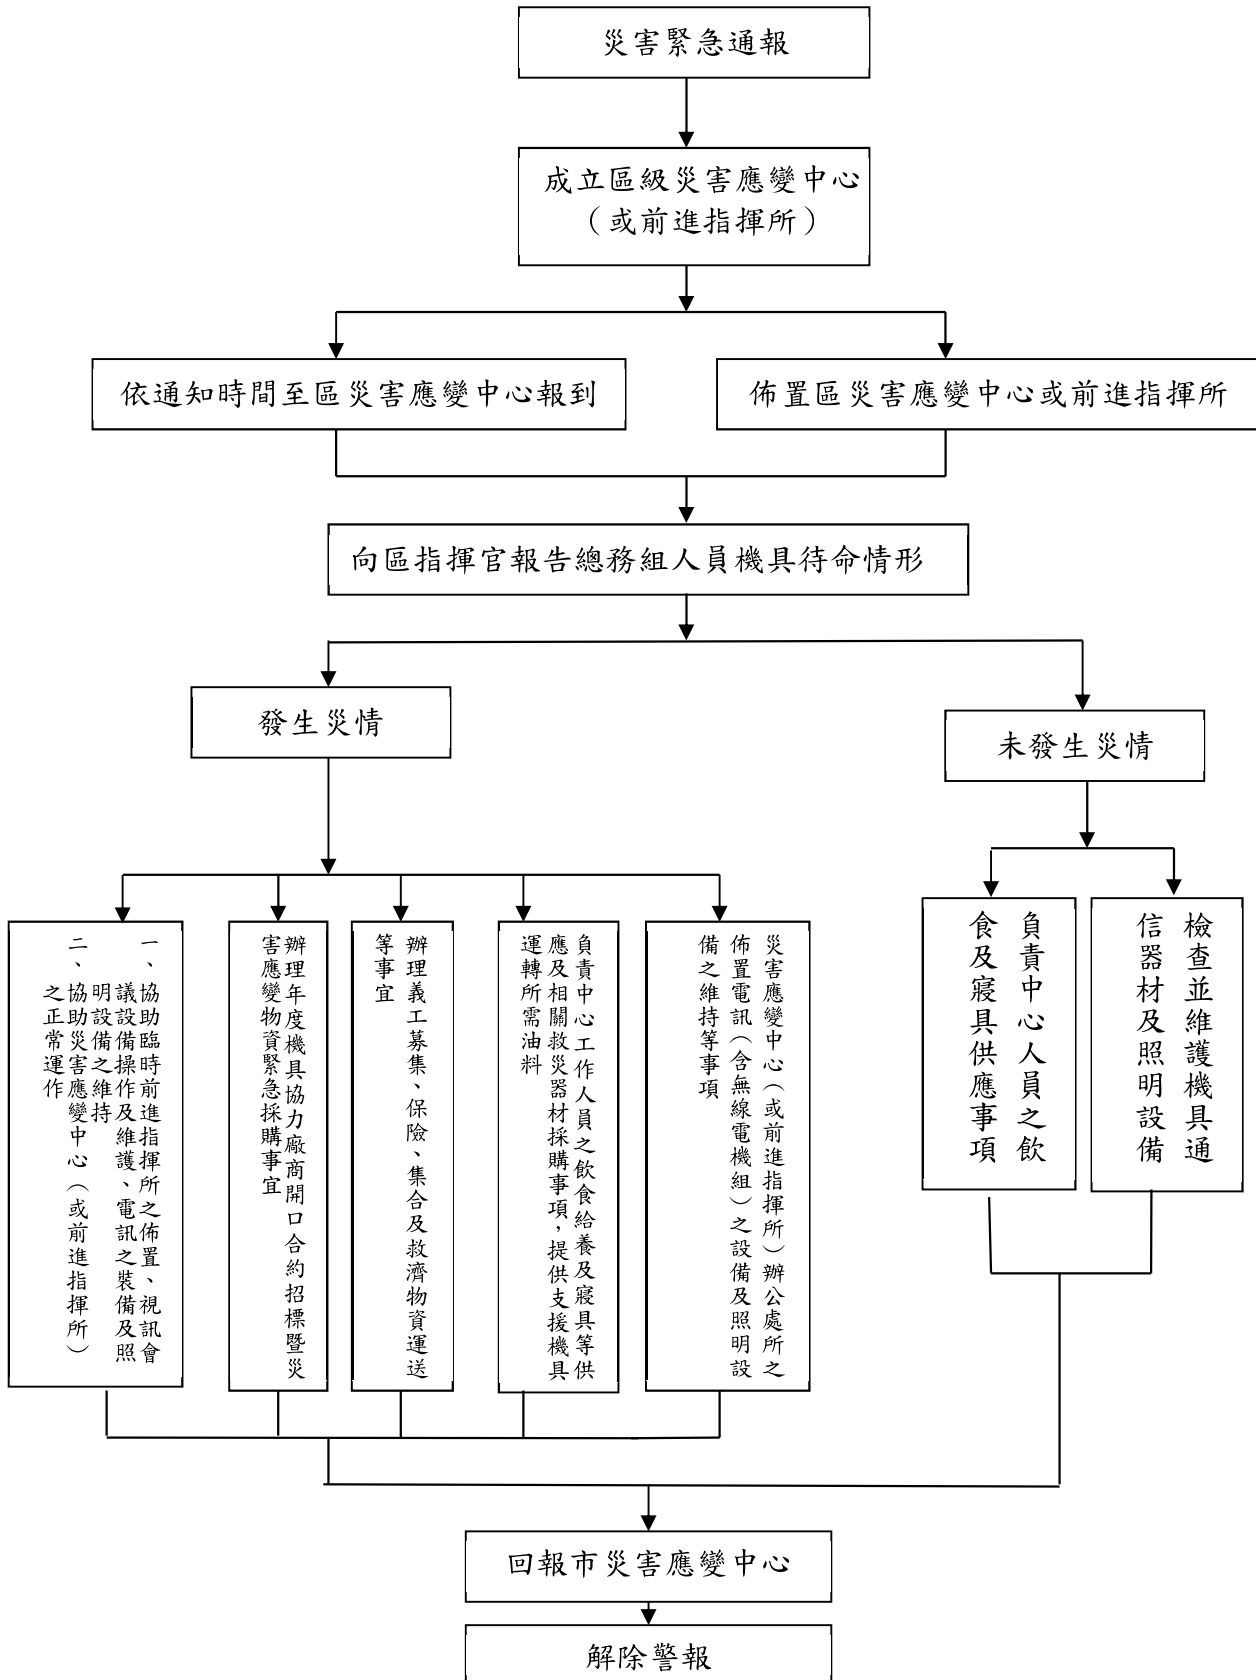 災害緊急通報
成立區級災害應變中心
（或前進指揮所）
依通知時間至區災害應變中心報到
佈置區災害應變中心或前進指揮所
向區指揮官報告總務組人員機具待命情形
發生災情
未發生災情
一、協助臨時前進指揮所之佈置、視訊會
議設備操作及維護、電訊之裝備及照
明設備之維持
二、協助災害應變中心（或前進指揮所）
之正常運作
辦理年度機具協力廠商開口合約招標暨災
害應變物資緊急採購事宜
辦理義工募集、保險、集合及救濟物資運送
等事宜
負責中心工作人員之飲食給養及寢具等供
應及相關救災器材採購事項，提供支援機具
運轉所需油料
災害應變中心（或前進指揮所）辦公處所之
佈置電訊（含無線電機組）之設備及照明設
備之維持等事項
負責中心人員之飲
食及寢具供應事項
檢查並維護機具通
信器材及照明設備
回報市災害應變中心
解除警報